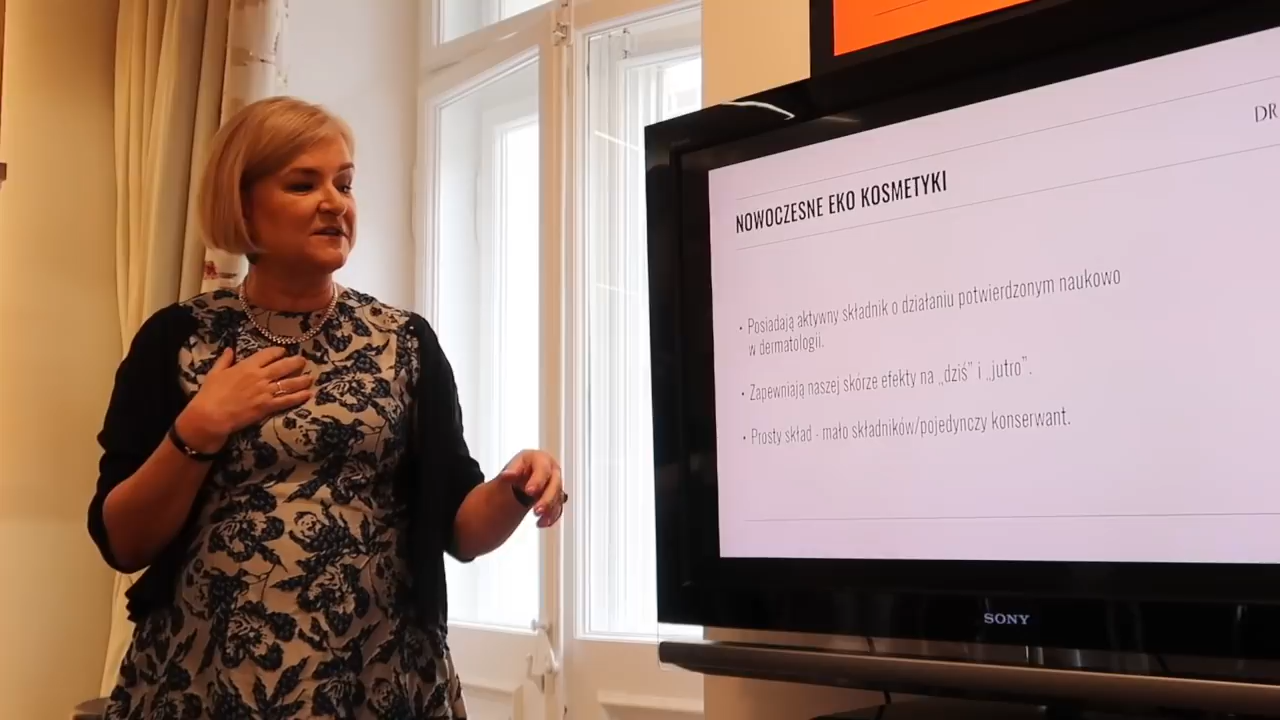 DR
NOWOCZESNE EKO KOSMETYKI
• Posiadają aktywny składnik o działaniu potwierdzonym naukowo
w dermatologii.
• Zapewniają naszej skórze efekty na „dziś” i „jutro”.
• Prosty skład - mało składników/pojedynczy konserwant.
SONY